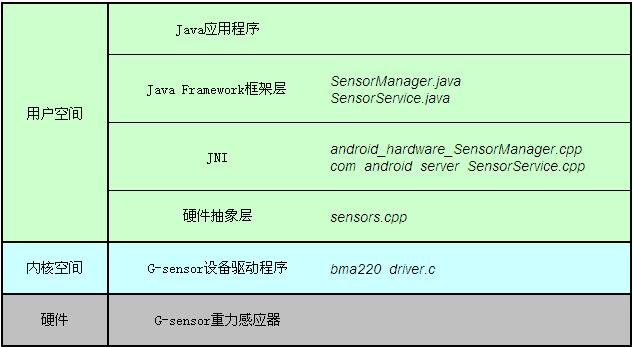 Java应用程序
用户空间
Java Framework框架层
SensorManager.java
SensorService.java
JNI
android_hardware_SensorManager.cpp
com android server SensorService.cpp
硬件抽象层
sensors.cpp
内核空间
G-sensor设备驱动程序
bma220 driver.c
硬件
G-sensor重力感应器